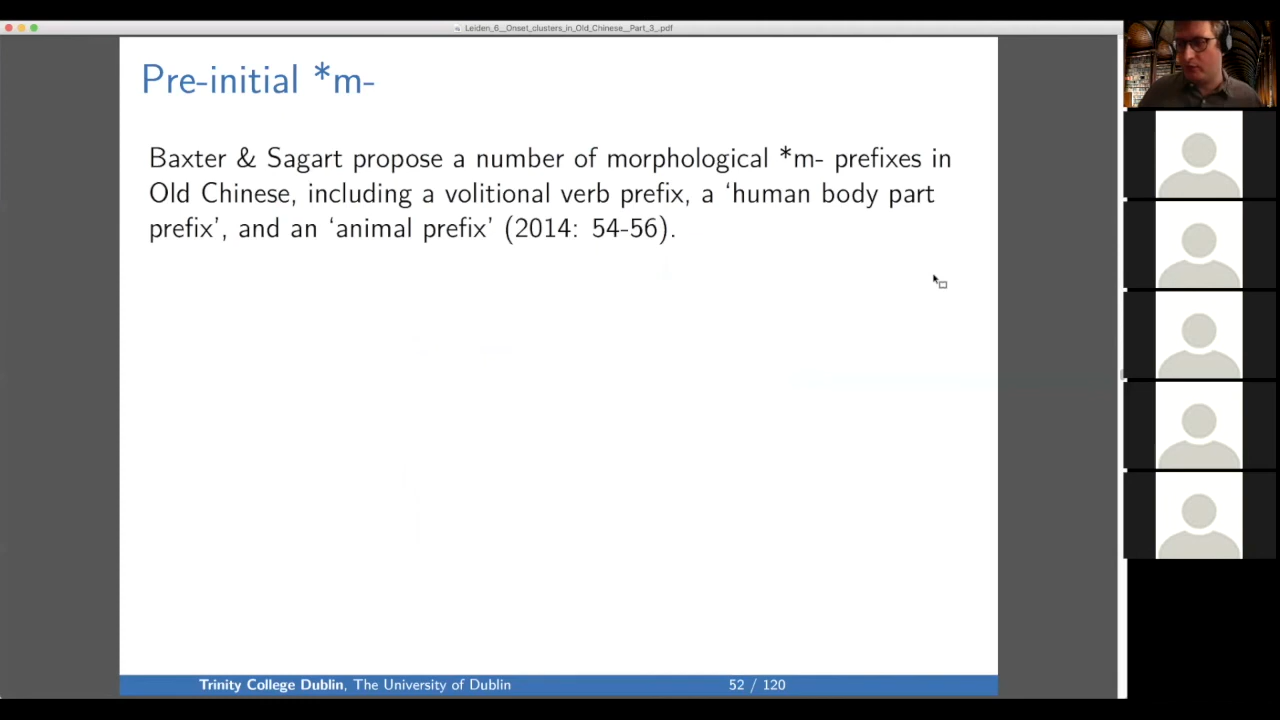 Leiden_6__Onset_clusters_in_Old_Chinese__Part_3_.pdf
Pre-initial *m-
Baxter & Sagart propose a number of morphological *m- prefixes in
Old Chinese, including a volitional verb prefix, a ‘human body part
prefix’, and an ‘animal prefix’ (2014: 54-56).
Trinity College Dublin, The University of Dublin
52 / 120